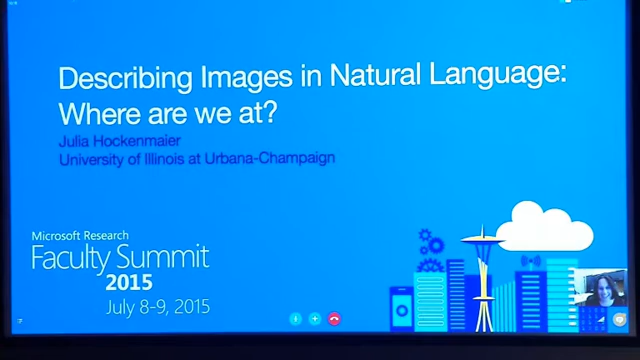 Describing Images in Natural Language:
Where are we at?
Julia Hockenmaier
University of Illinois at Urbana-Champaign
Microsoft Research
Faculty Summit
2015
July 8-9, 2015